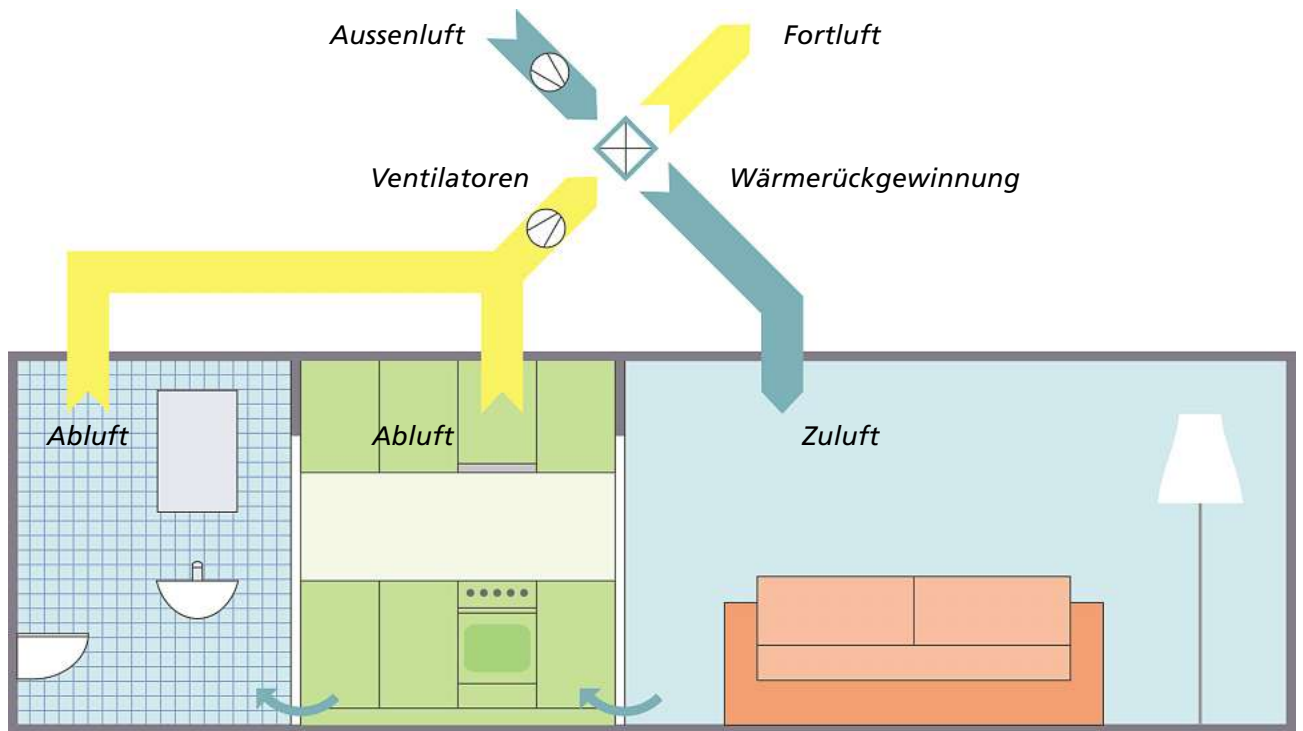 Aussenluft
Fortluft
Ventilatoren
Wärmerückgewinnung
Abluft
Abluft
Zuluft